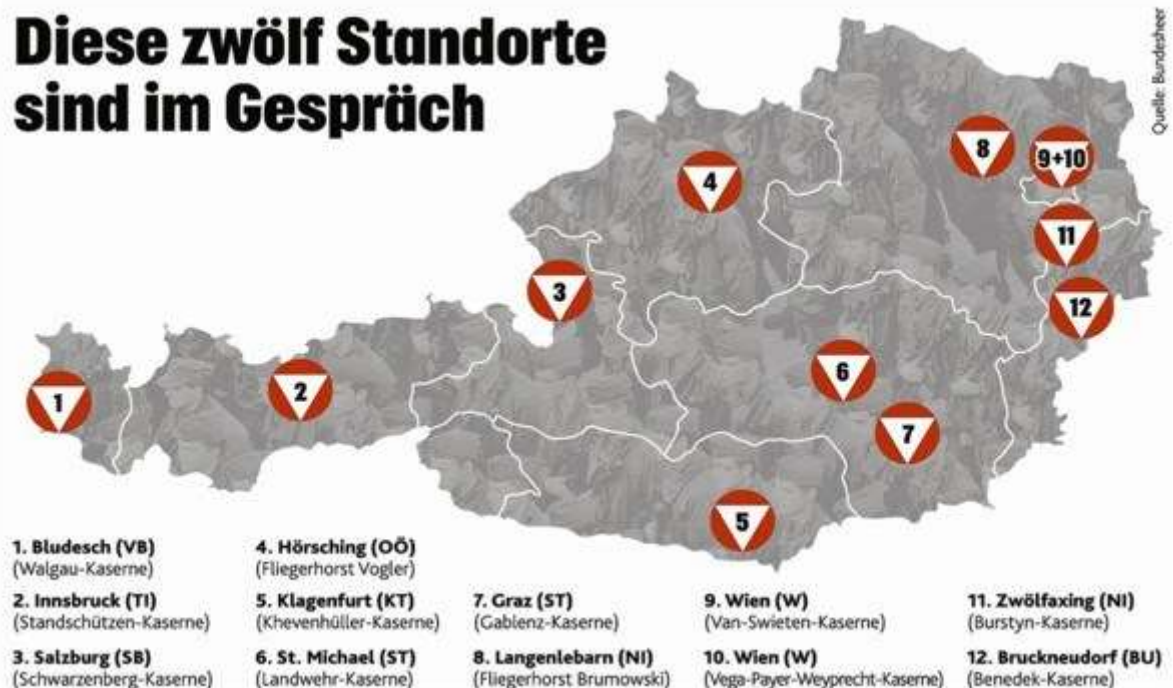 Diese zwölf Standorte
sind im Gespräch
Quelle: Bundesheer
8
9+10
4
11
3
12
6
2
1
7
5
1. Bludesch (VB)
(Walgau-Kaserne)
2. Innsbruck (TI)
(Standschützen-Kaserne)
3. Salzburg (SB)
(Schwarzenberg-Kaserne)
4. Hörsching (OÖ)
(Fliegerhorst Vogler)
5. Klagenfurt (KT)
(Khevenhüller-Kaserne)
6. St. Michael (ST)
(Landwehr-Kaserne)
7. Graz (ST)
(Gablenz-Kaserne)
8. Langenlebarn (NI)
(Fliegerhorst Brumowski)
9. Wien (W)
(Van-Swieten-Kaserne)
10. Wien (W)
(Vega-Payer-Weyprecht-Kaserne)
11. Zwölfaxing (NI)
(Burstyn-Kaserne)
12. Bruckneudorf (BU)
(Benedek-Kaserne)